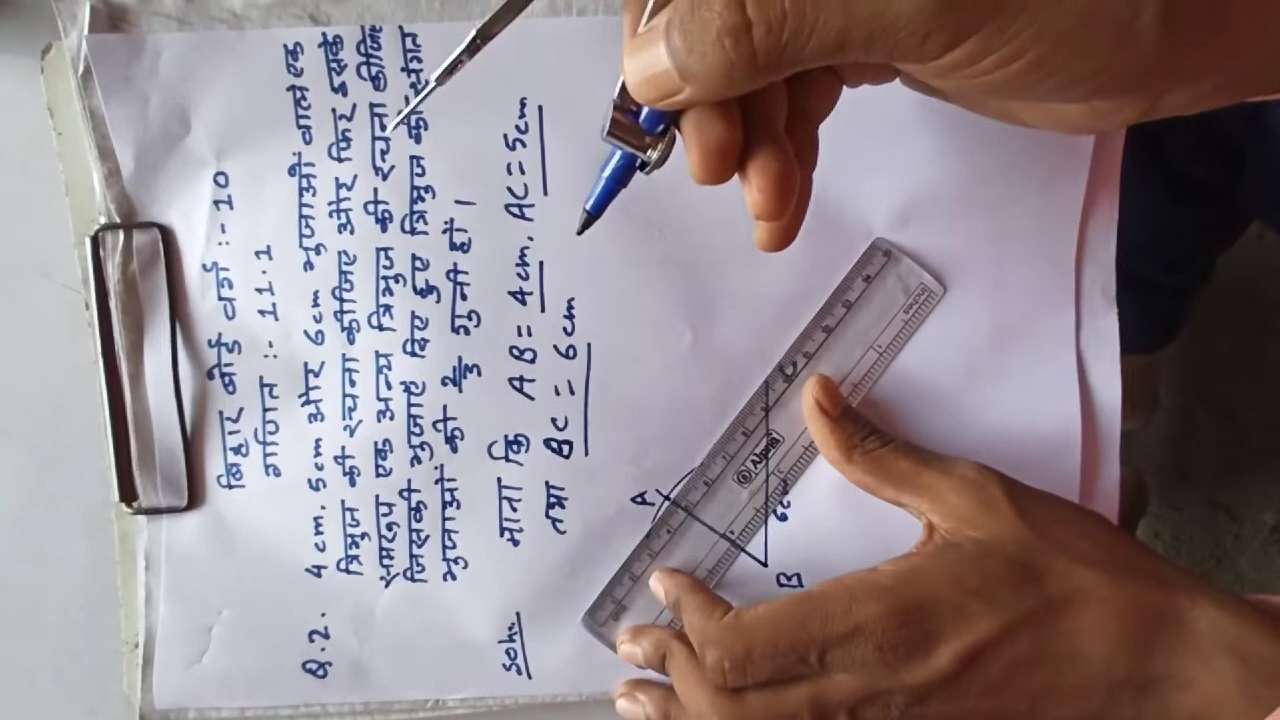 बिहार बोर्ड वर्ग :- 10
गणित :- 11.1
Q.2. 4 cm. 5 cm और 6 cm भुजाओं वाले एक
त्रिभुज की रचना कीजिए और फिर इसके
समरूप एक अन्य त्रिभुज की रचना कीजिए
जिसकी भुजाएँ दिए हुए त्रिभुज की संगत
भुजाओं की 2/3 गुनी हों।
Soln. माना कि AB = 4 cm. AC = 5 cm
तथा BC = 6 cm
A
B
C
Alpha
inches